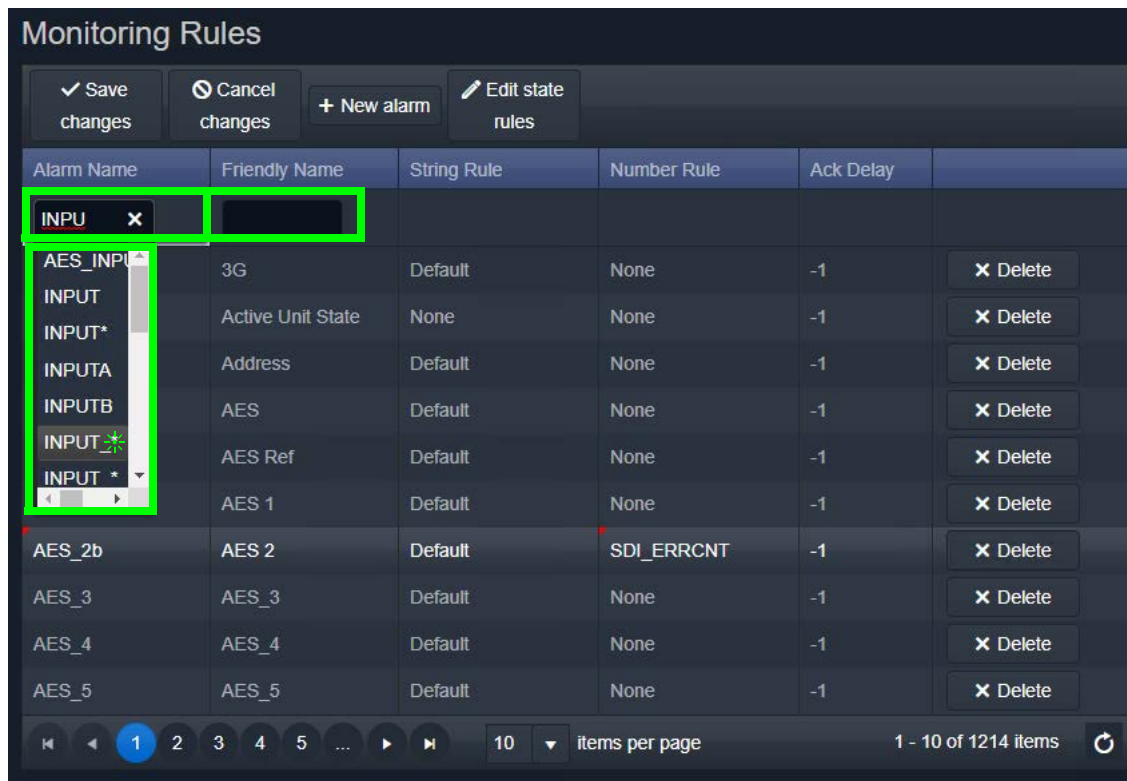 Monitoring Rules
Save changes
Cancel changes
+ New alarm
Edit state rules
Alarm Name Friendly Name String Rule Number Rule Ack Delay
INPU
AES_INPU
INPUT
INPUT*
INPUTA
INPUTB
INPUT_*
INPUT_*
3G Default None -1 Delete
Active Unit State None None -1 Delete
Address Default None -1 Delete
AES Default None -1 Delete
AES Ref Default None -1 Delete
AES 1 Default None -1 Delete
AES_2b AES 2 Default SDI_ERRCNT -1 Delete
AES_3 AES_3 Default None -1 Delete
AES_4 AES_4 Default None -1 Delete
AES_5 AES_5 Default None -1 Delete
1 2 3 4 5 ... 10 items per page 1 - 10 of 1214 items